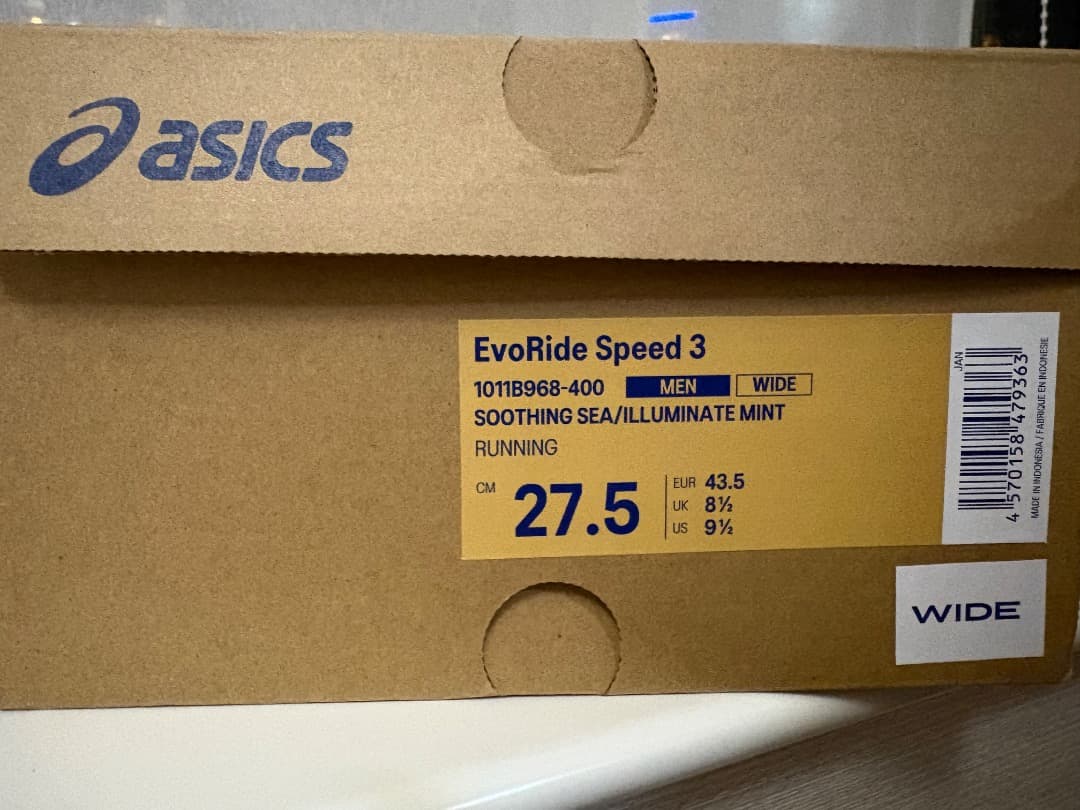 asics
EvoRide Speed 3
1011B968-400 MEN WIDE
SOOTHING SEA/ILLUMINATE MINT
RUNNING
CM 27.5
EUR 43.5
UK 8½
US 9½
JAN
4 570158 479363
MADE IN INDONESIA / FABRIQUE EN INDONESIE
WIDE